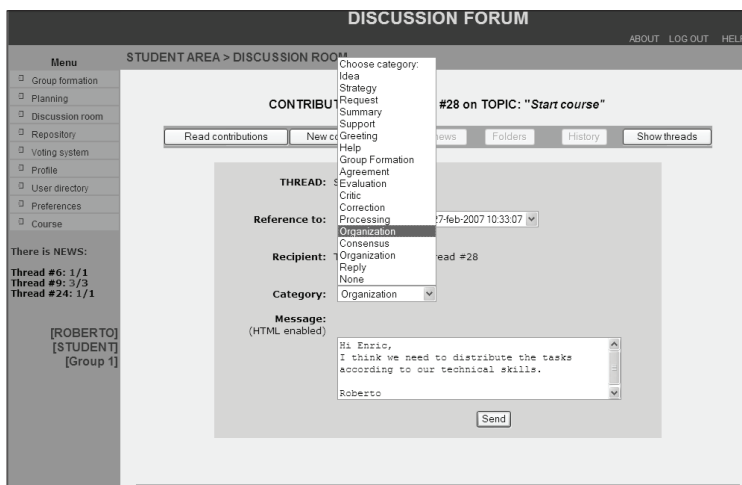 DISCUSSION FORUM
ABOUT LOG OUT HELP
Menu
Group formation
Planning
Discussion room
Repository
Voting system
Profile
User directory
Preferences
Course
There is NEWS:
Thread #6: 1/1
Thread #9: 3/3
Thread #24: 1/1
[ROBERTO]
[STUDENT]
[Group 1]
STUDENT AREA > DISCUSSION ROOM
#28 on TOPIC: "Start course"
Read contributions
Folders
History
Show threads
THREAD:
Reference to: 27-feb-2007 10:33:07
Recipient: #28
Choose category:
Idea
Strategy
Request
Summary
Support
Greeting
Help
Group Formation
Agreement
Evaluation
Critic
Correction
Processing
Organization
Consensus
Organization
Reply
None
Category: Organization
Message:
(HTML enabled)
Hi Enric,
I think we need to distribute the tasks
according to our technical skills.
Roberto
Send